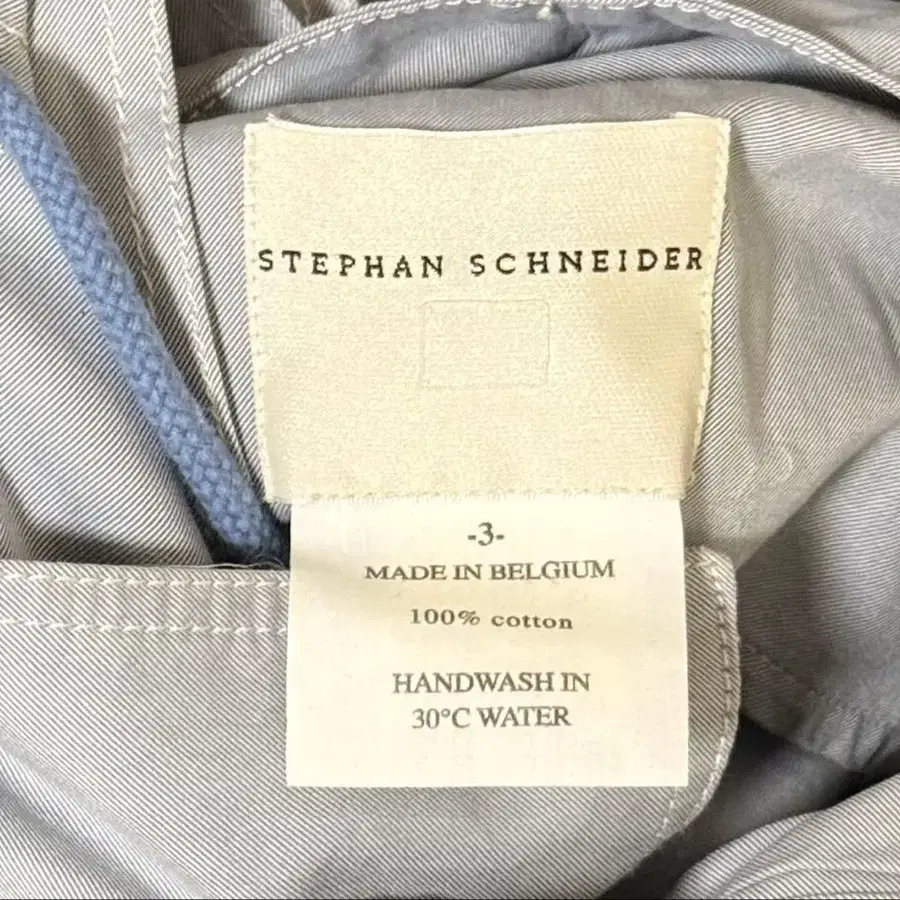 STEPHAN SCHNEIDER
-3-
MADE IN BELGIUM
100% cotton
HANDWASH IN
30°C WATER